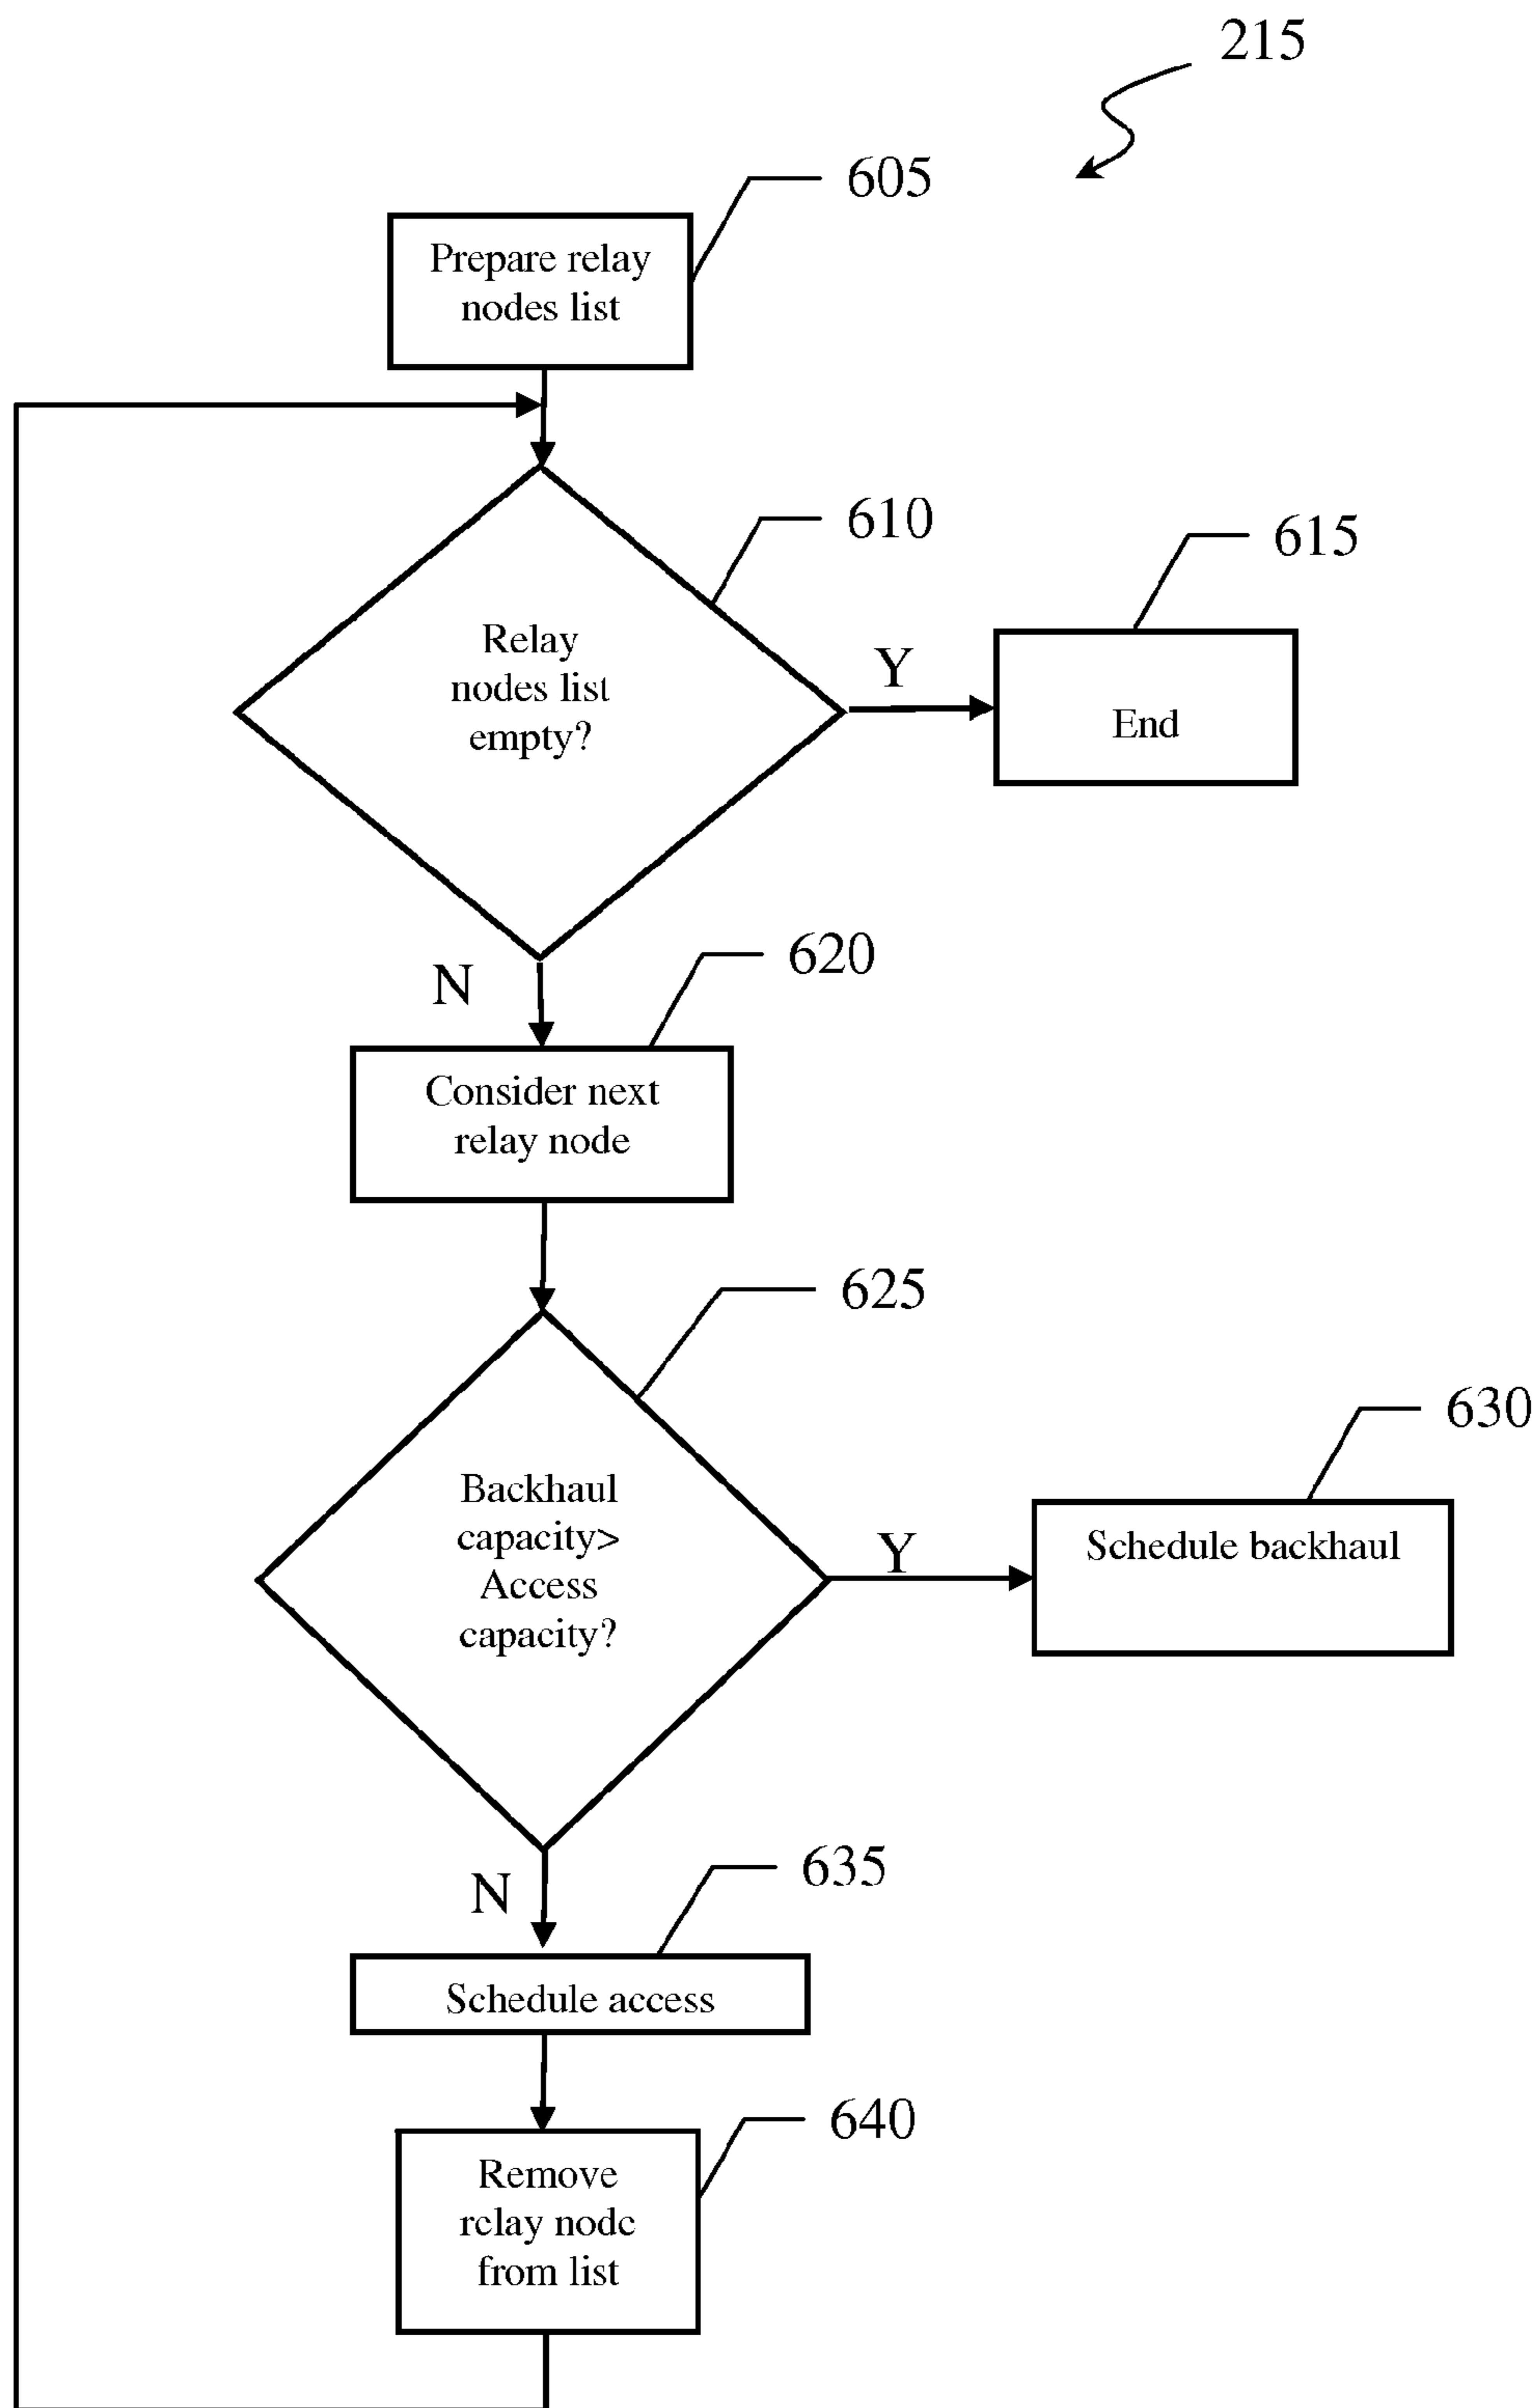 215
605
Prepare relay
nodes list
610
615
Relay
nodes list
empty?
Y
End
N
620
Consider next
relay node
625
630
Backhaul
capacity>
Access
capacity?
Y
Schedule backhaul
N
635
Schedule access
640
Remove
relay node
from list